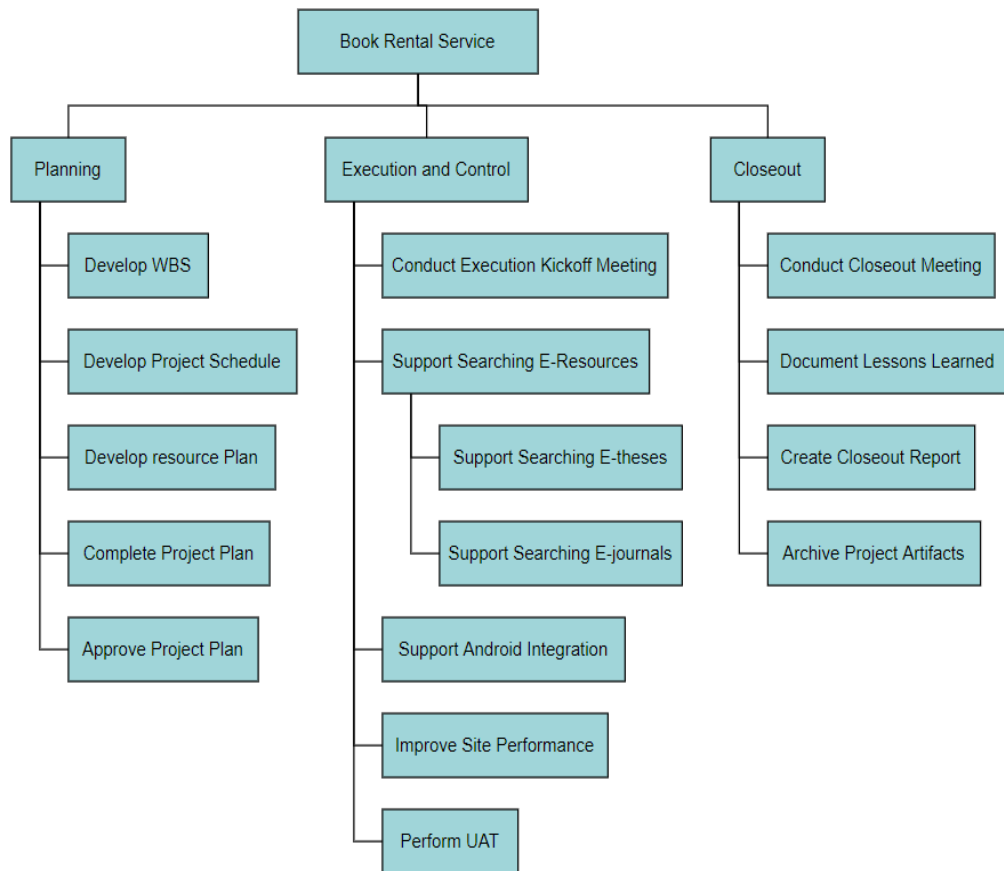 Book Rental Service
Planning
Execution and Control
Closeout
Develop WBS
Conduct Execution Kickoff Meeting
Conduct Closeout Meeting
Develop Project Schedule
Support Searching E-Resources
Document Lessons Learned
Develop resource Plan
Support Searching E-theses
Create Closeout Report
Complete Project Plan
Support Searching E-journals
Archive Project Artifacts
Approve Project Plan
Support Android Integration
Improve Site Performance
Perform UAT